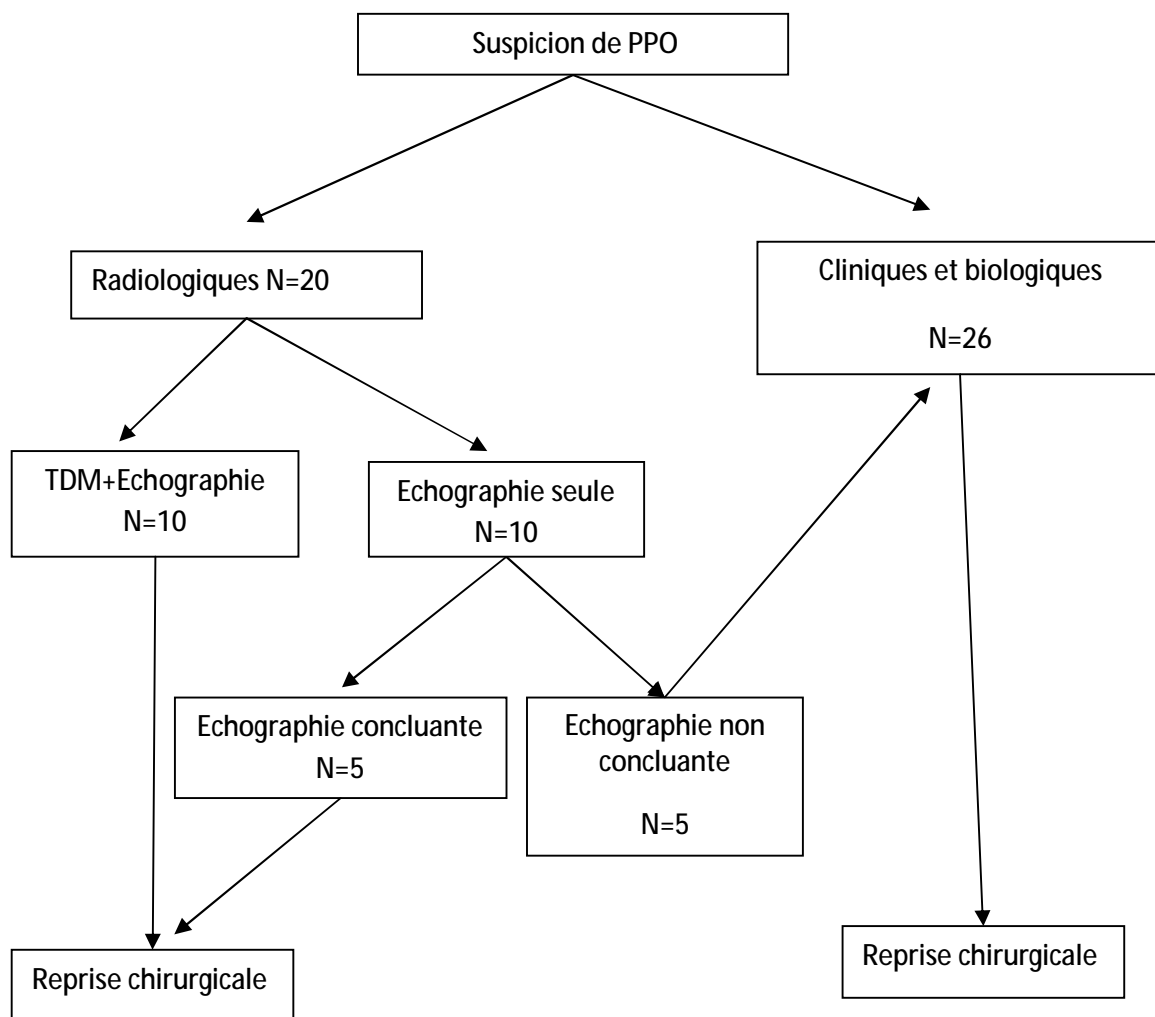 Suspicion de PPO
Radiologiques N=20
Cliniques et biologiques
N=26
TDM+Echographie
N=10
Echographie seule
N=10
Echographie concluante
N=5
Echographie non
concluante
N=5
Reprise chirurgicale
Reprise chirurgicale